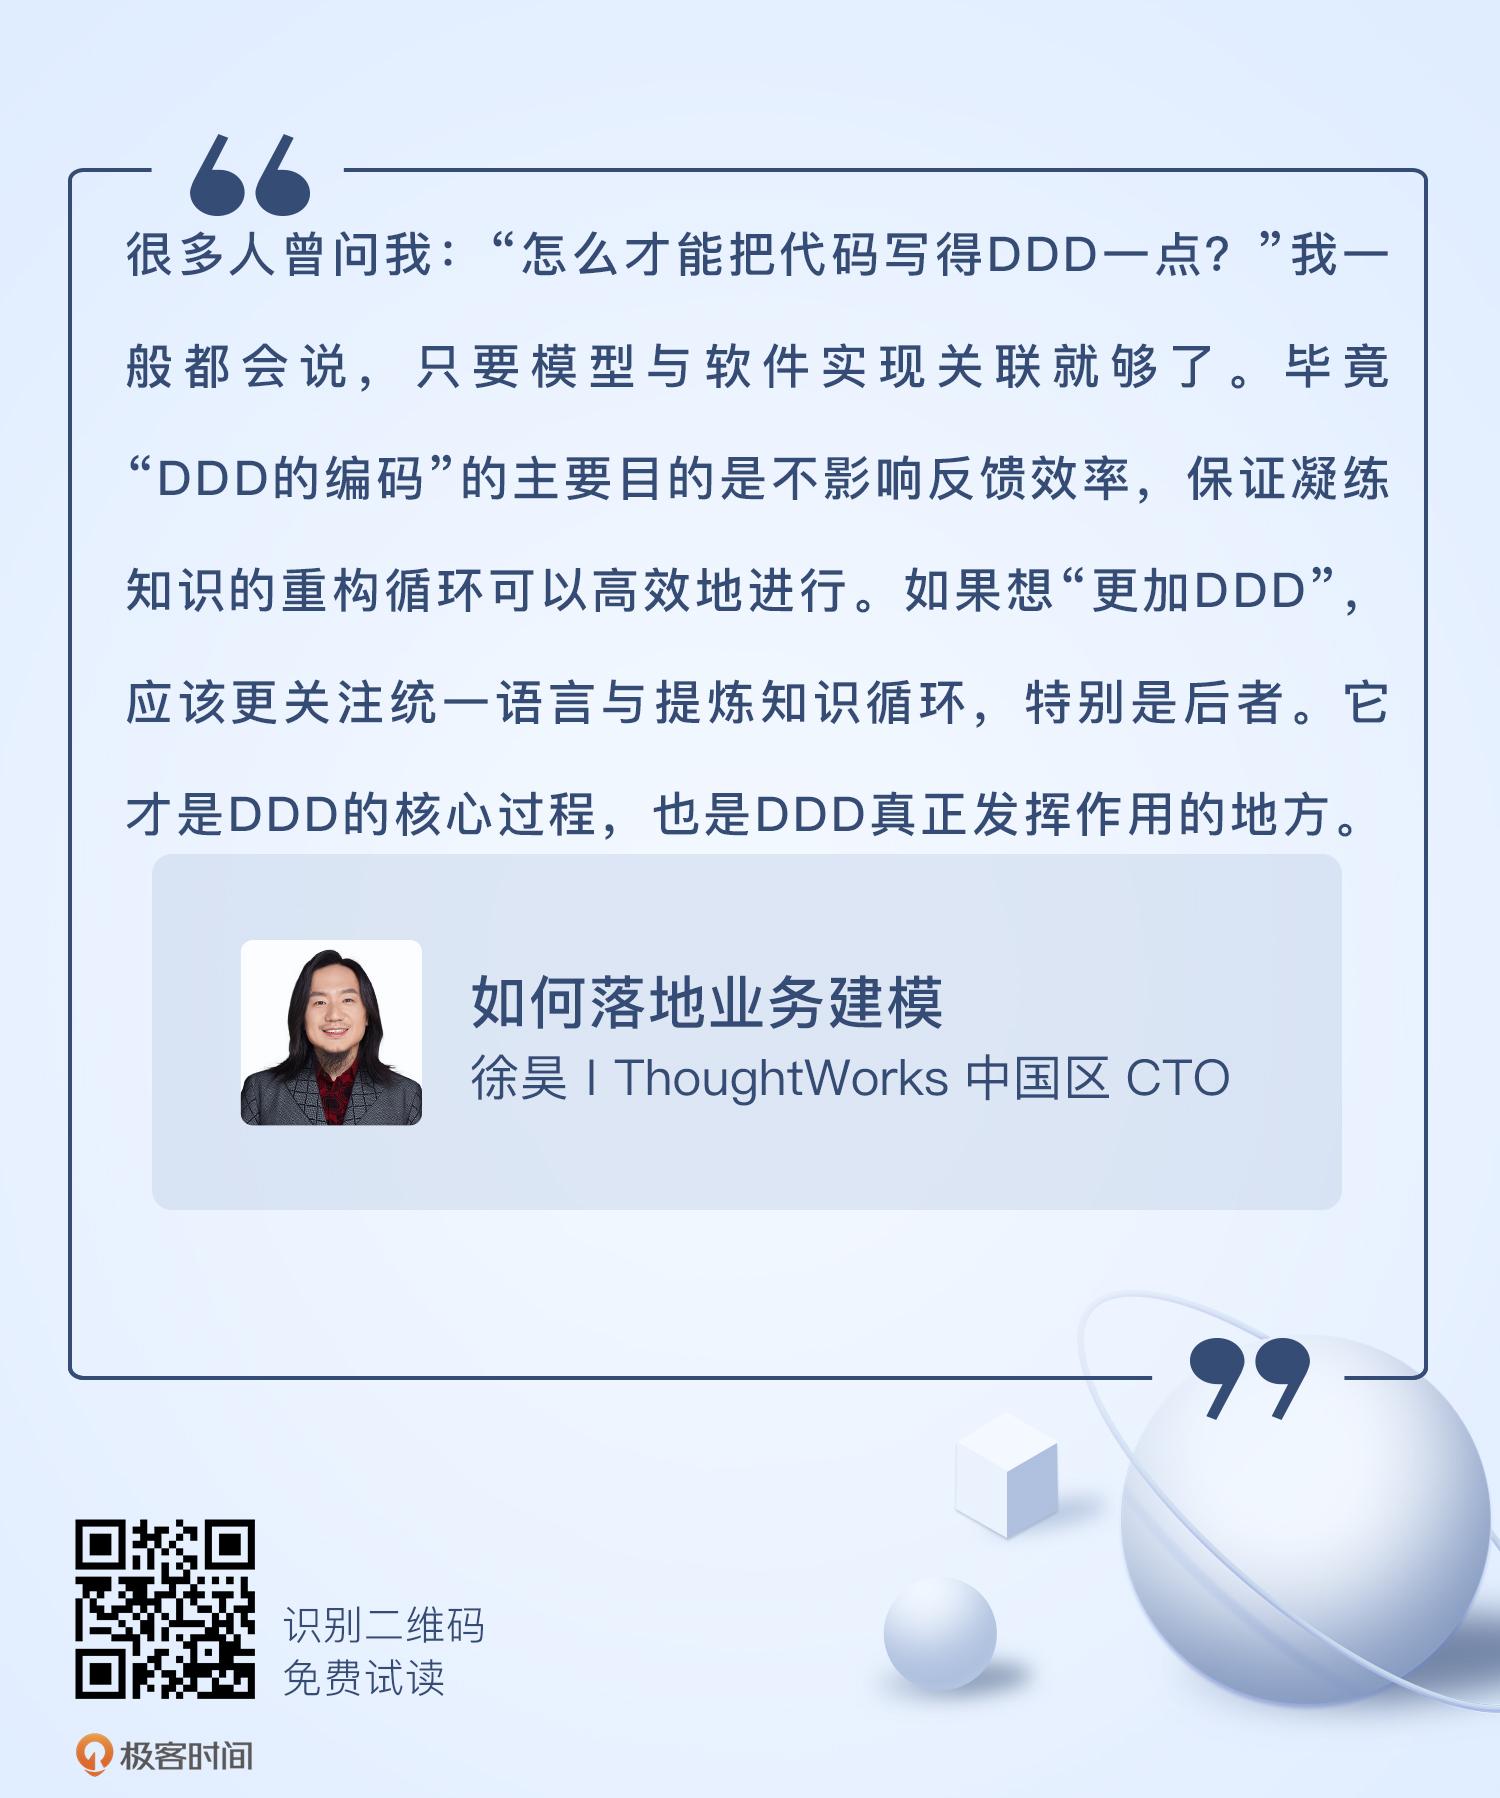 很多人曾问我：“怎么才能把代码写得DDD一点？”我一
般都会说，只要模型与软件实现关联就够了。毕竟
“DDD的编码”的主要目的是不影响反馈效率，保证凝练
知识的重构循环可以高效地进行。如果想“更加DDD”，
应该更关注统一语言与提炼知识循环，特别是后者。它
才是DDD的核心过程，也是DDD真正发挥作用的地方。
如何落地业务建模
徐昊 | ThoughtWorks 中国区 CTO
识别二维码
免费试读
极客时间